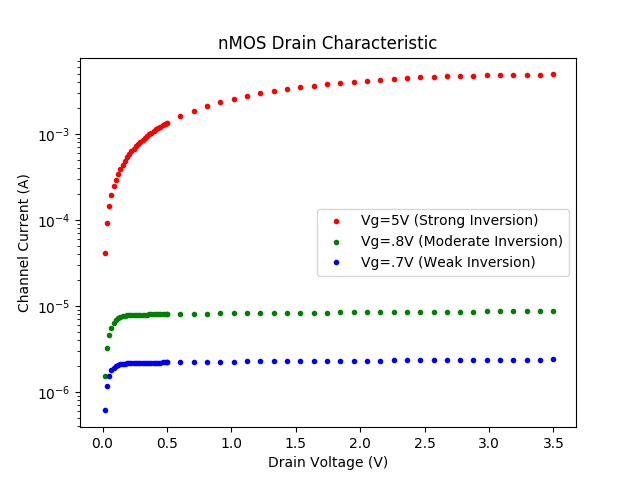 nMOS Drain Characteristic
Channel Current (A)
10⁻³
10⁻⁴
10⁻⁵
10⁻⁶
Vg=5V (Strong Inversion)
Vg=.8V (Moderate Inversion)
Vg=.7V (Weak Inversion)
0.0 0.5 1.0 1.5 2.0 2.5 3.0 3.5
Drain Voltage (V)